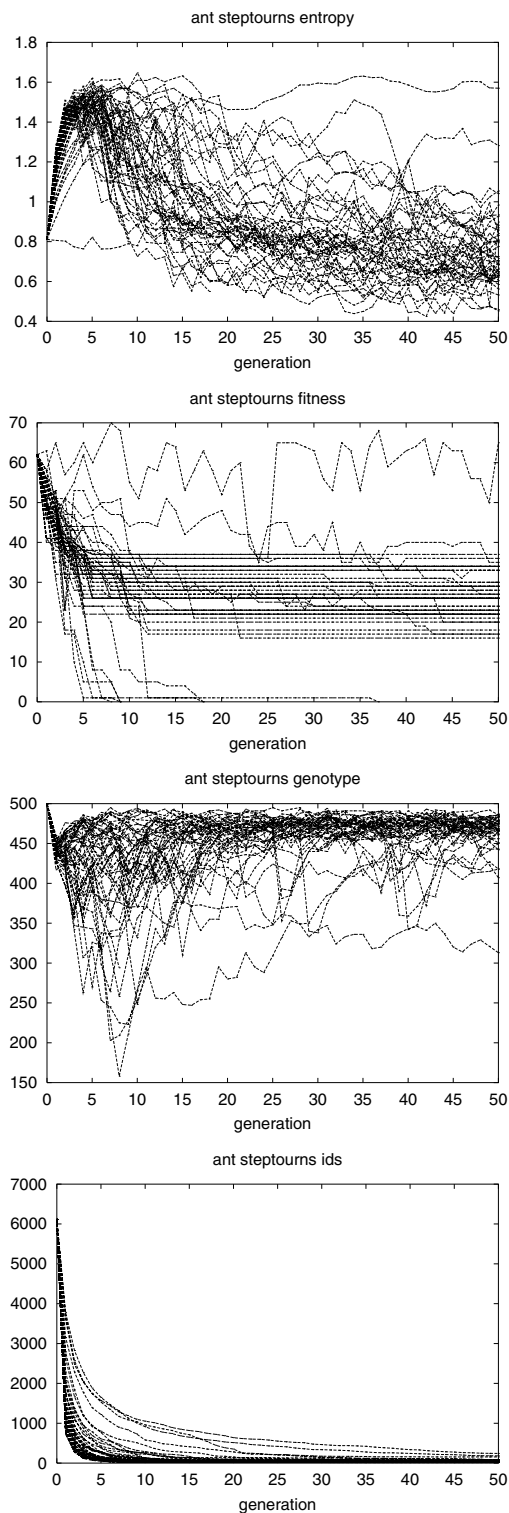 ant steptourns entropy
1.8
1.6
1.4
1.2
1
0.8
0.6
0.4
0 5 10 15 20 25 30 35 40 45 50
generation
ant steptourns fitness
70
60
50
40
30
20
10
0
0 5 10 15 20 25 30 35 40 45 50
generation
ant steptourns genotype
500
450
400
350
300
250
200
150
0 5 10 15 20 25 30 35 40 45 50
generation
ant steptourns ids
7000
6000
5000
4000
3000
2000
1000
0
0 5 10 15 20 25 30 35 40 45 50
generation